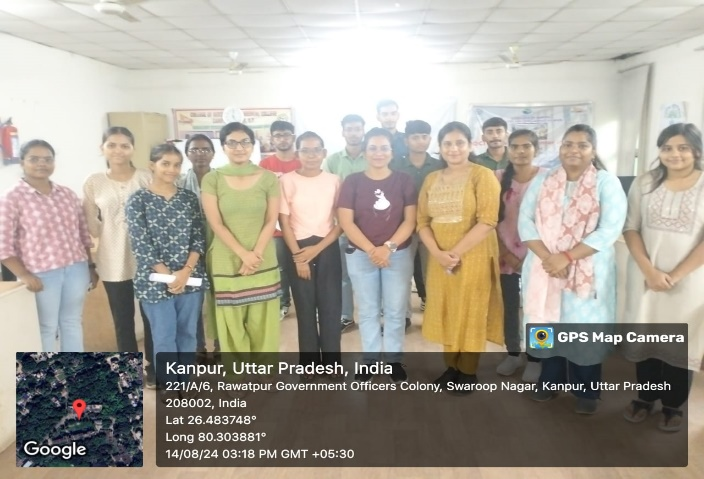 GPS Map Camera
Kanpur, Uttar Pradesh, India
221/A/6, Rawatpur Government Officers Colony, Swaroop Nagar, Kanpur, Uttar Pradesh
208002, India
Lat 26.483748°
Long 80.303881°
14/08/24 03:18 PM GMT +05:30
Google